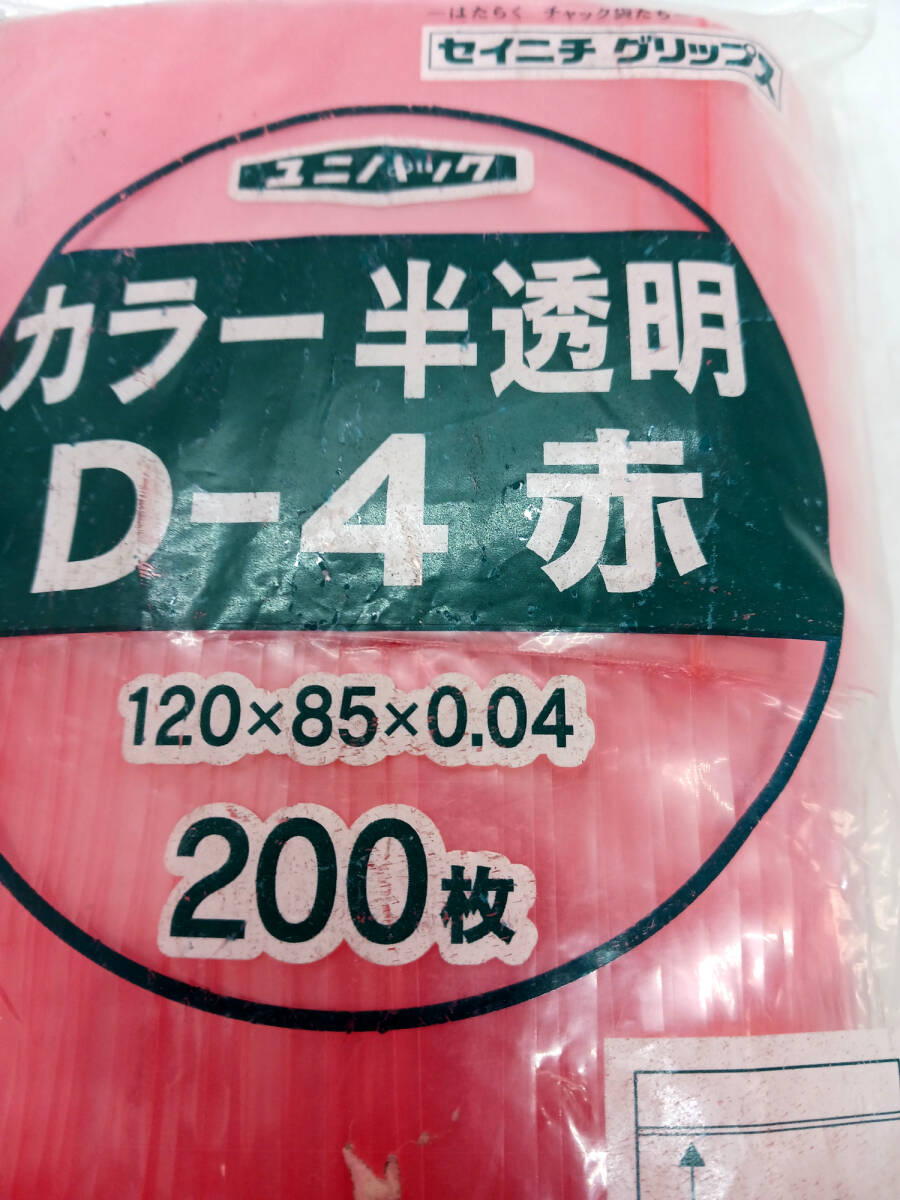 ―はたらく チャック袋たち―
セイニチ グリップス
ユニパック
カラー半透明
D-4 赤
120×85×0.04
200枚